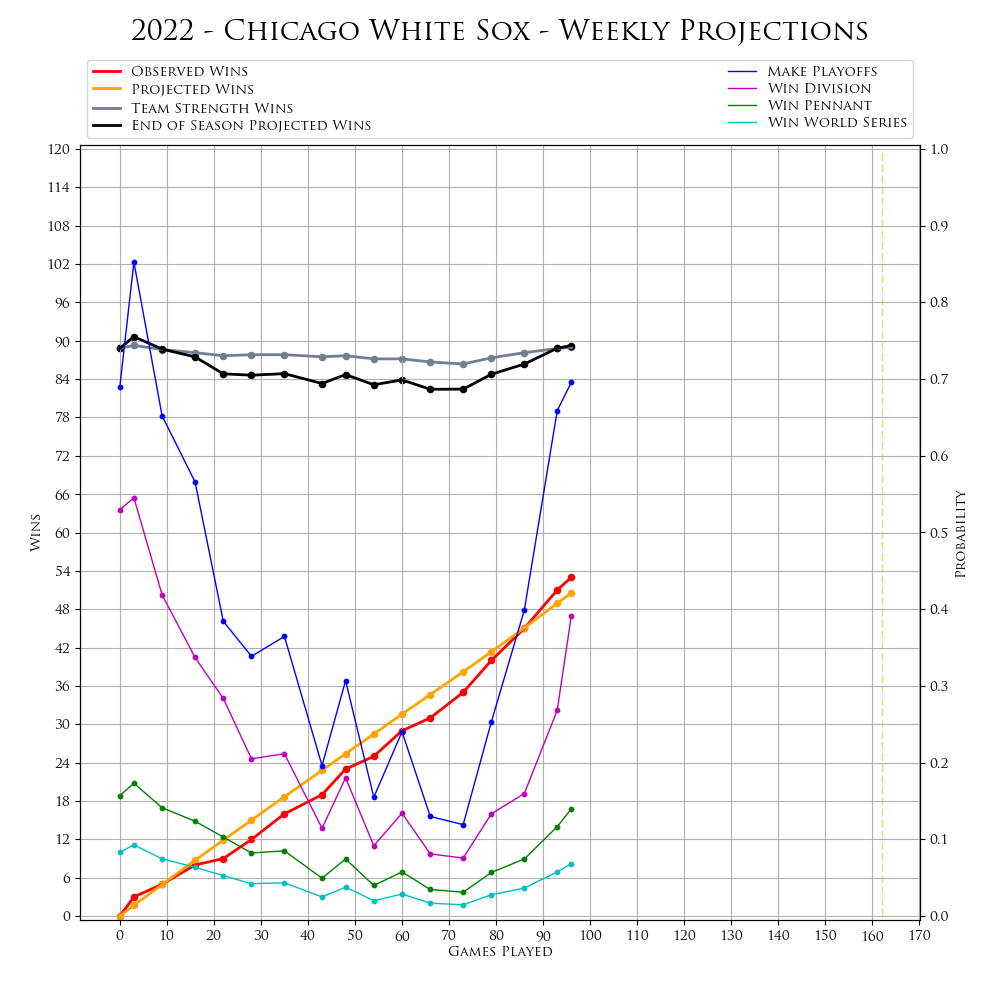 2022 - Chicago White Sox - Weekly Projections
Observed Wins
Projected Wins
Team Strength Wins
End of Season Projected Wins
Make Playoffs
Win Division
Win Pennant
Win World Series
120
114
108
102
96
90
84
78
72
66
60
54
48
42
36
30
24
18
12
6
0
Wins
1.0
0.9
0.8
0.7
0.6
0.5
0.4
0.3
0.2
0.1
0.0
Probability
0 10 20 30 40 50 60 70 80 90 100 110 120 130 140 150 160 170
Games Played